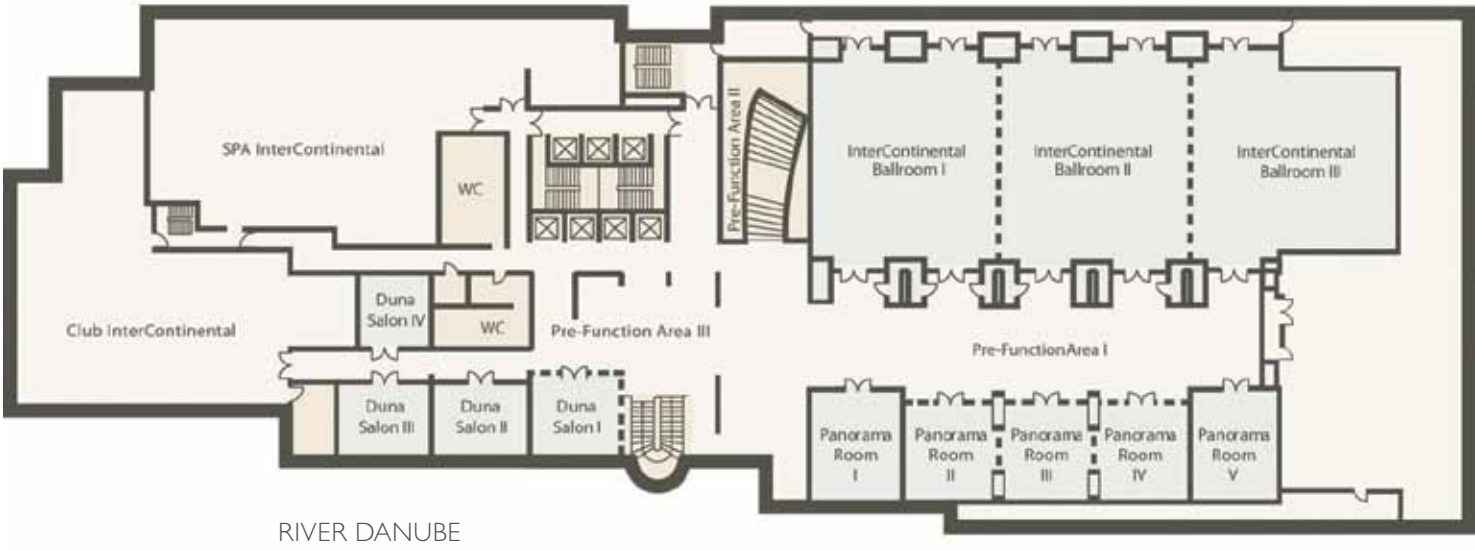 SPA InterContinental
WC
Pre-Function Area II
InterContinental
Ballroom I
InterContinental
Ballroom II
InterContinental
Ballroom III
Club InterContinental
Duna
Salon IV
WC
Pre-Function Area III
Pre-FunctionArea I
Duna
Salon III
Duna
Salon II
Duna
Salon I
Panorama
Room
I
Panorama
Room
II
Panorama
Room
III
Panorama
Room
IV
Panorama
Room
V
RIVER DANUBE